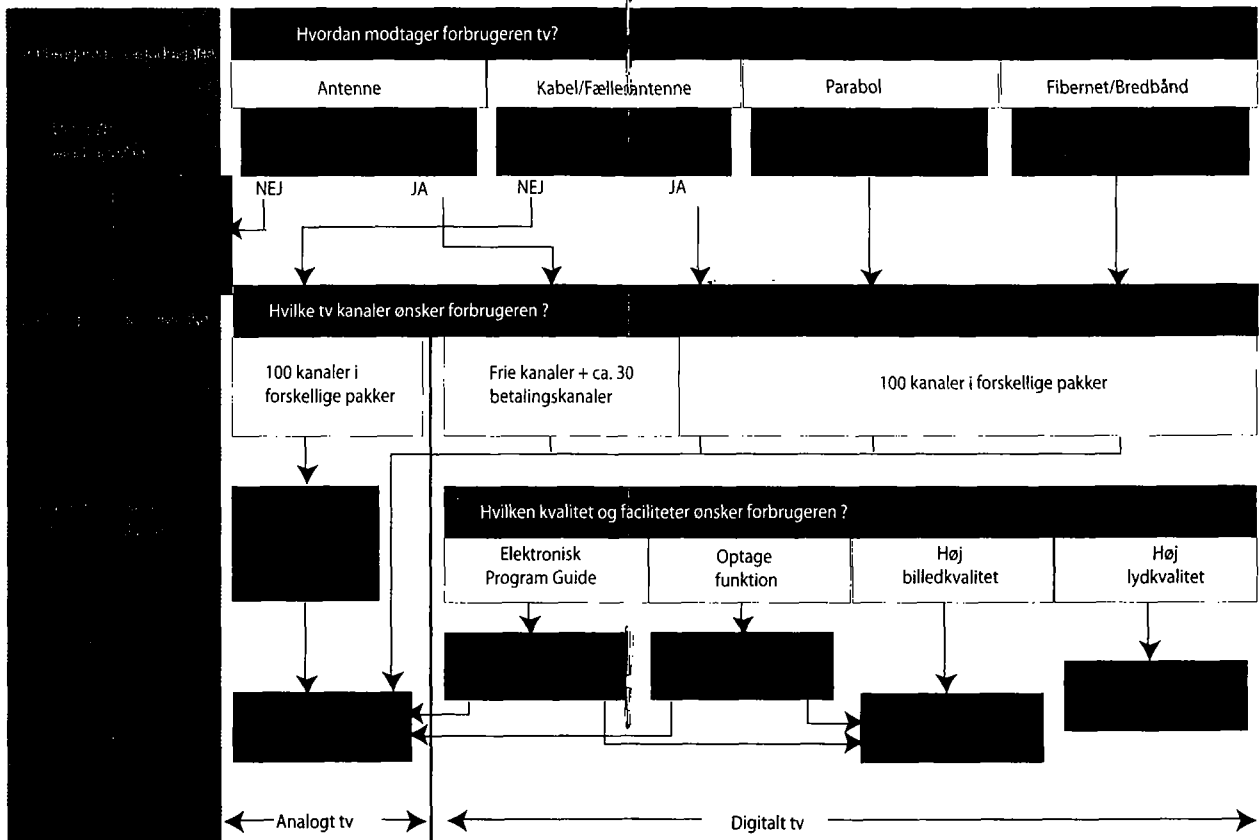 Hvordan modtager forbrugeren tv?
Antenne
Kabel/Fællesantenne
Parabol
Fibernet/Bredbånd
NEJ
JA
NEJ
JA
Hvilke tv kanaler ønsker forbrugeren ?
100 kanaler i
forskellige pakker
Frie kanaler + ca. 30
betalingskanaler
100 kanaler i forskellige pakker
Hvilken kvalitet og faciliteter ønsker forbrugeren ?
Elektronisk
Program Guide
Optage
funktion
Høj
billedkvalitet
Høj
lydkvalitet
Analogt tv
Digitalt tv